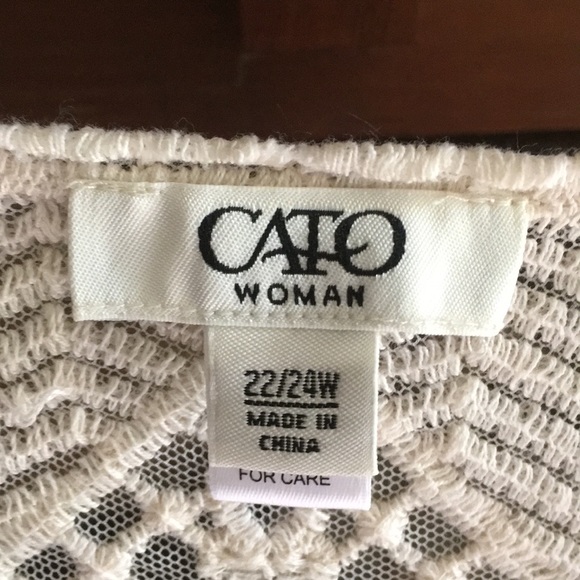 CATO
WOMAN
22/24W
MADE IN
CHINA
FOR CARE